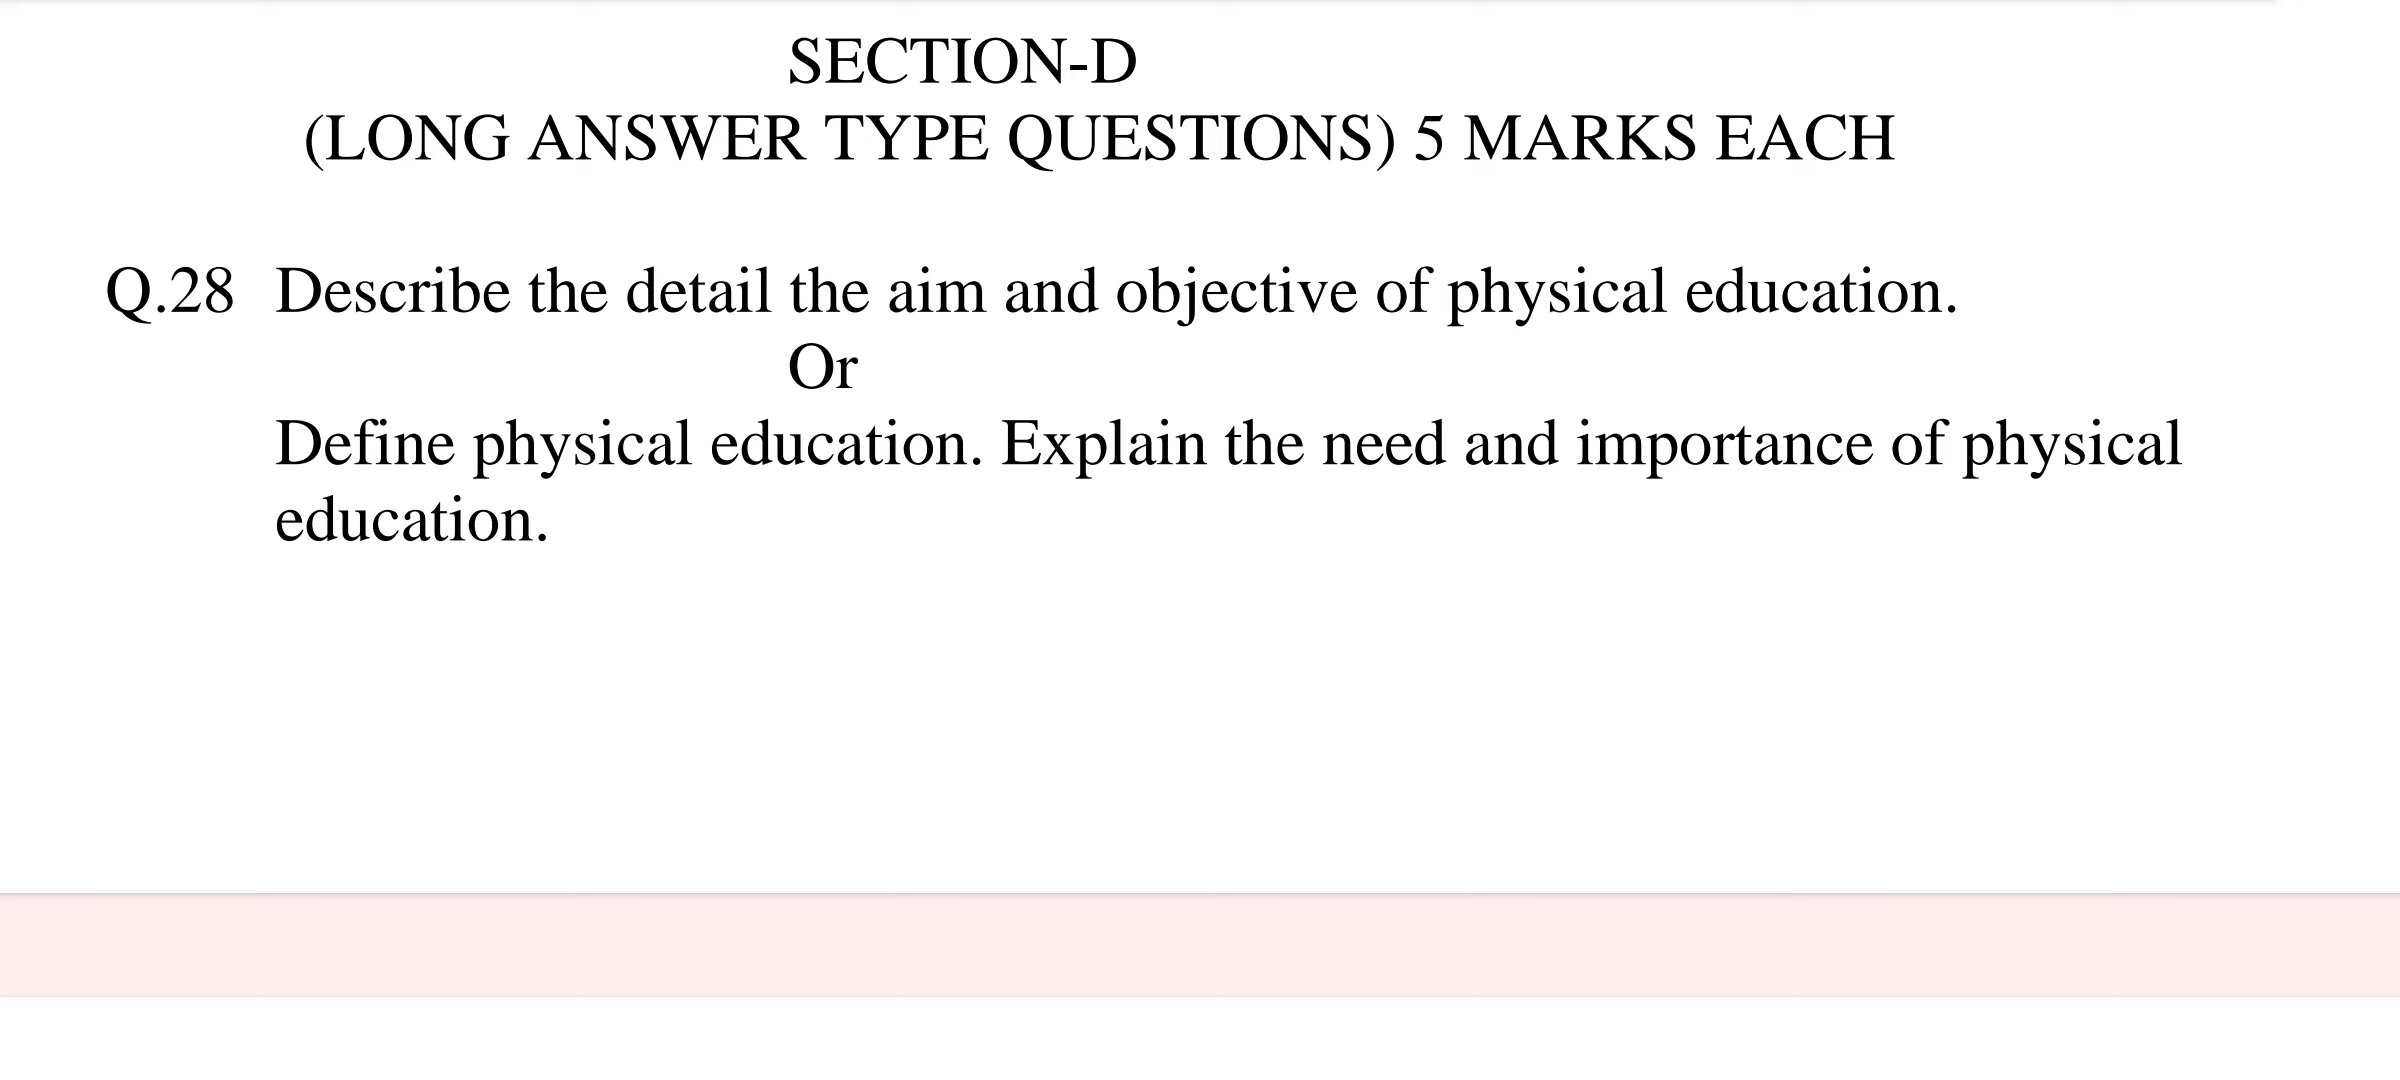 SECTION-D
(LONG ANSWER TYPE QUESTIONS) 5 MARKS EACH
Q.28 Describe the detail the aim and objective of physical education.
Or
Define physical education. Explain the need and importance of physical
education.